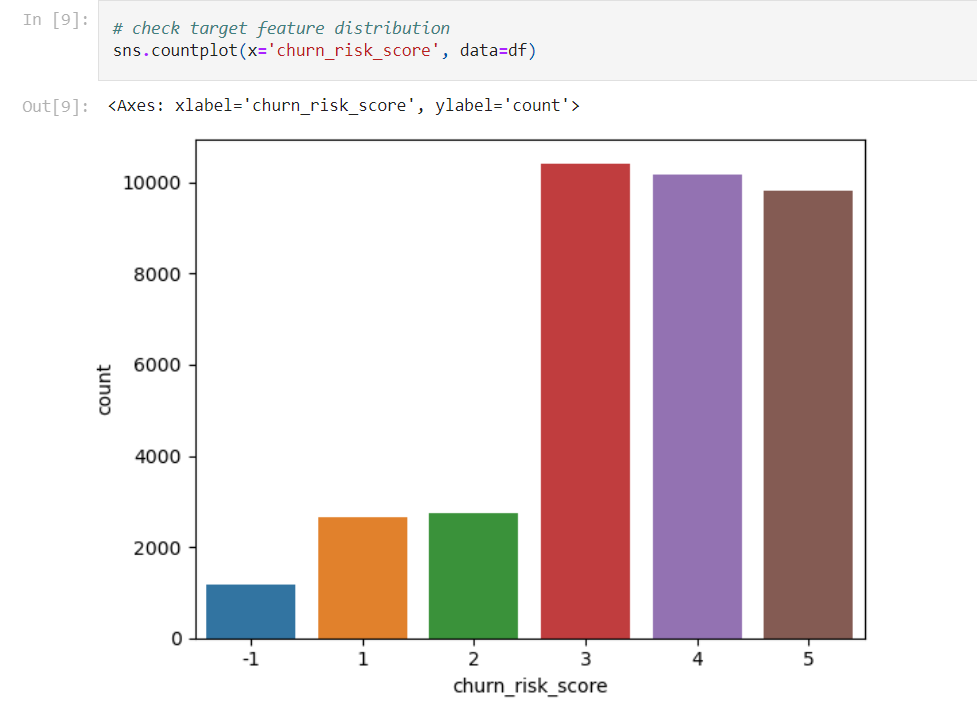 In [9]:
# check target feature distribution
sns.countplot(x='churn_risk_score', data=df)
Out[9]:
<Axes: xlabel='churn_risk_score', ylabel='count'>
10000
8000
6000
4000
2000
0
count
-1 1 2 3 4 5
churn_risk_score